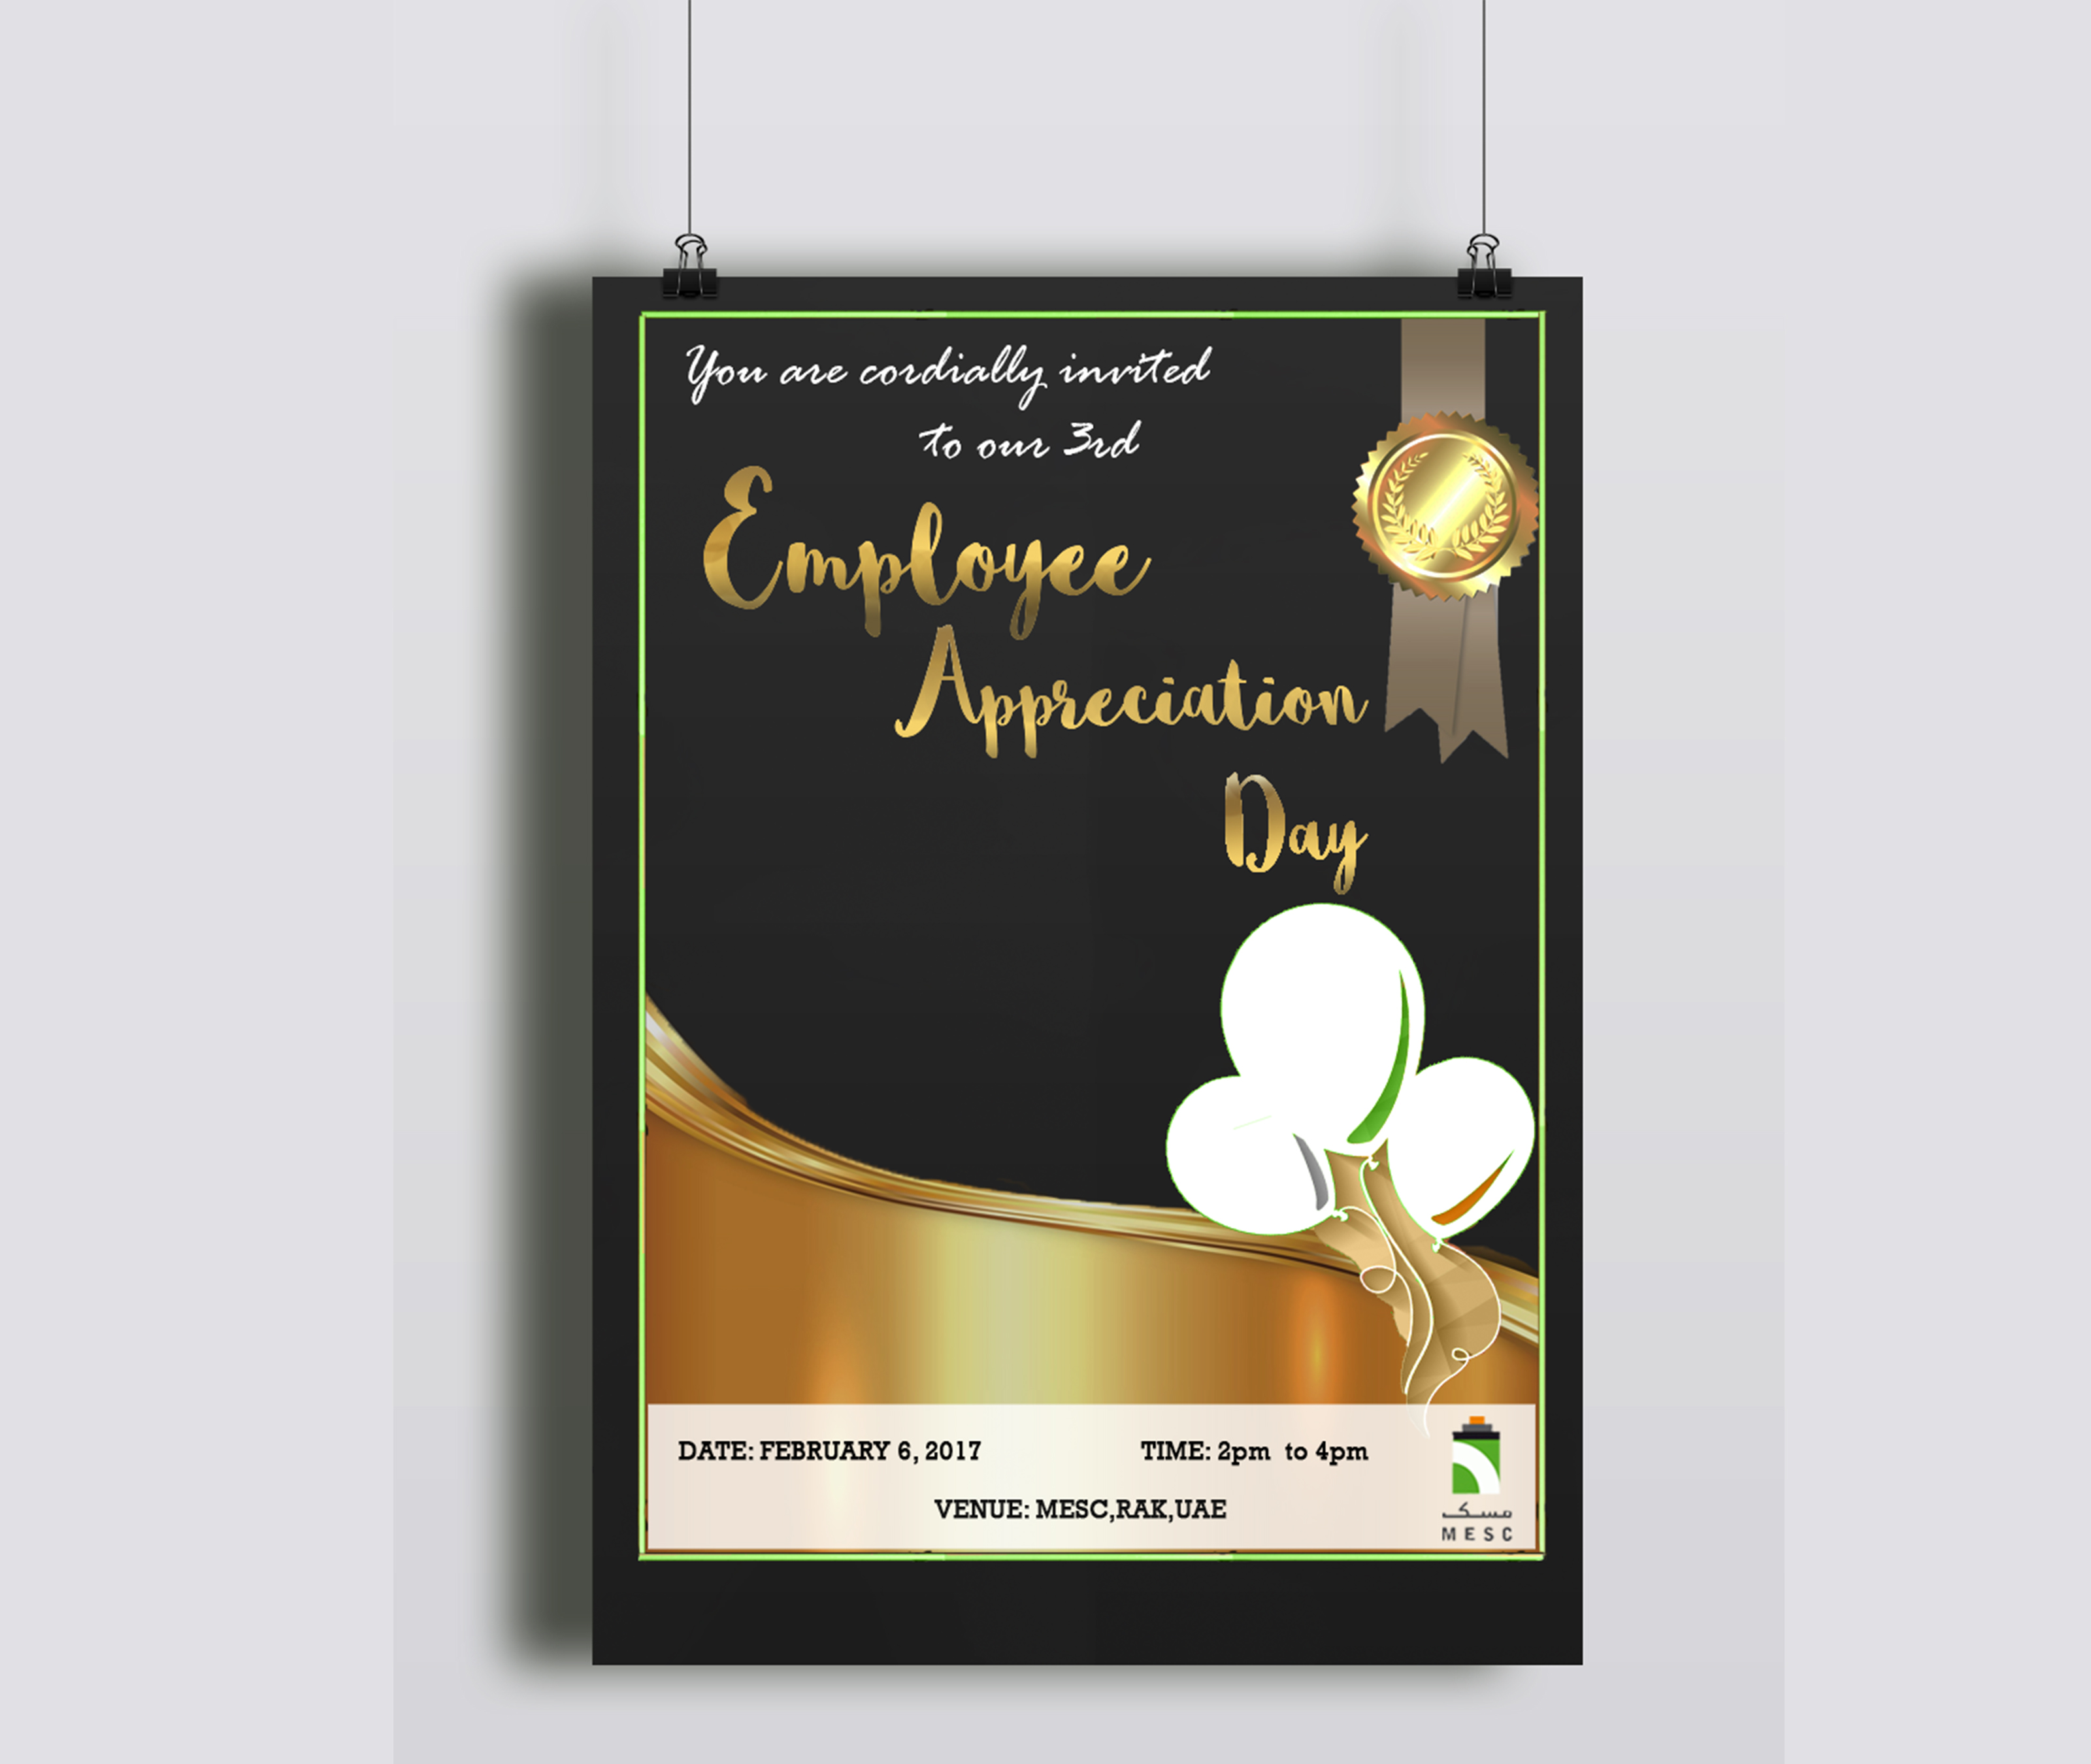 You are cordially invited
to our 3rd
Employee
Appreciation
Day
DATE: FEBRUARY 6, 2017 TIME: 2pm to 4pm
VENUE: MESC,RAK,UAE
مسك
MESC